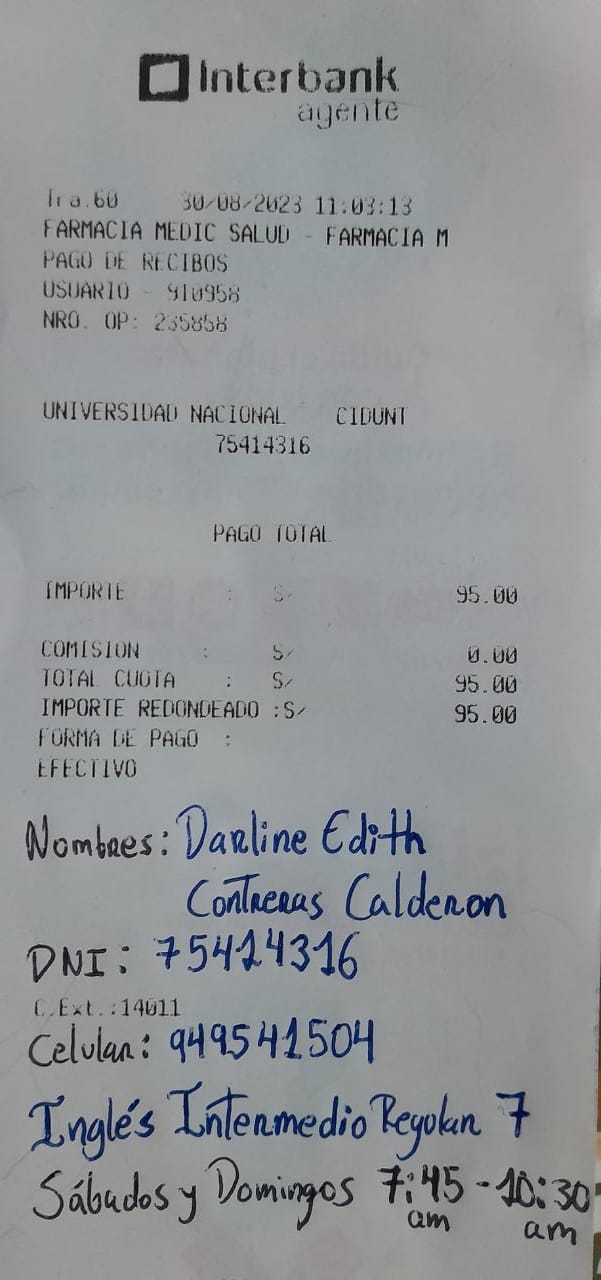 Interbank
agente
Tra.60 30/08/2023 11:03:13
FARMACIA MEDIC SALUD - FARMACIA M
PAGO DE RECIBOS
USUARIO - 910958
NRO. OP: 235858
UNIVERSIDAD NACIONAL CIDUNT
75414316
PAGO TOTAL
IMPORTE : S/ 95.00
COMISION : S/ 0.00
TOTAL CUOTA : S/ 95.00
IMPORTE REDONDEADO :S/ 95.00
FORMA DE PAGO :
EFECTIVO
Nombres: Darline Edith
Contreras Calderon
DNI: 75414316
C.Ext.:14011
Celular: 949541504
Inglés Intermedio Regular 7
Sábados y Domingos 7:45 - 10:30
am am